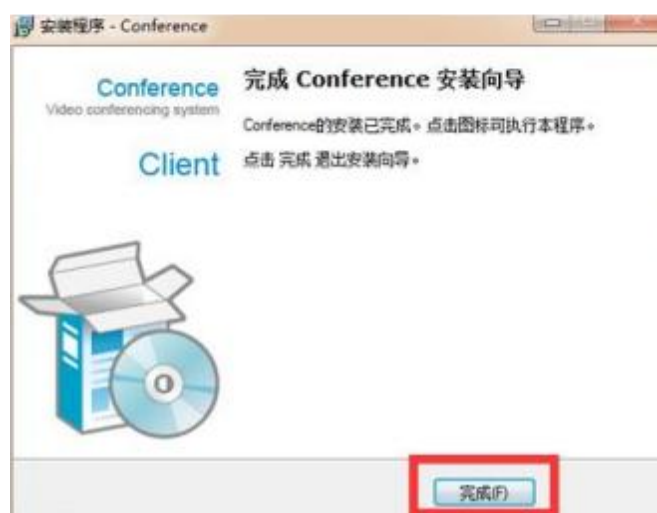 安装程序 - Conference
Conference
Video conferencing system
Client
完成 Conference 安装向导
Conference的安装已完成。点击图标可执行本程序。
点击 完成 退出安装向导。
完成(F)